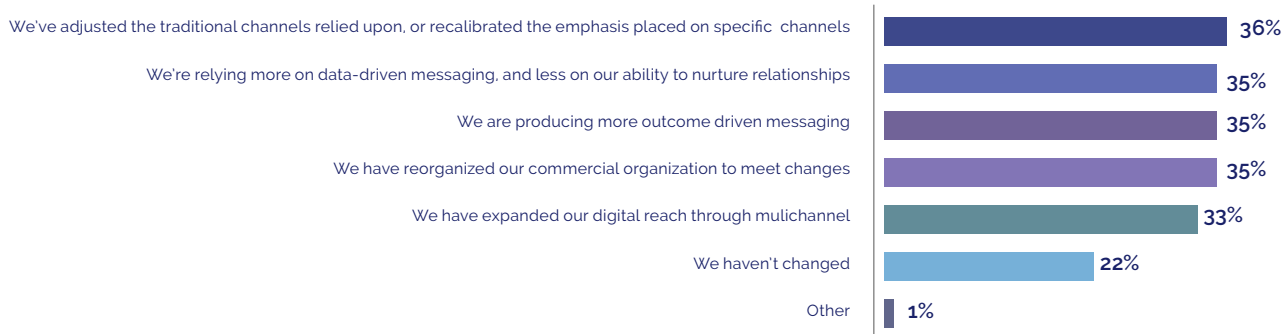 We've adjusted the traditional channels relied upon, or recalibrated the emphasis placed on specific channels 36%
We're relying more on data-driven messaging, and less on our ability to nurture relationships 35%
We are producing more outcome driven messaging 35%
We have reorganized our commercial organization to meet changes 35%
We have expanded our digital reach through mulichannel 33%
We haven't changed 22%
Other 1%